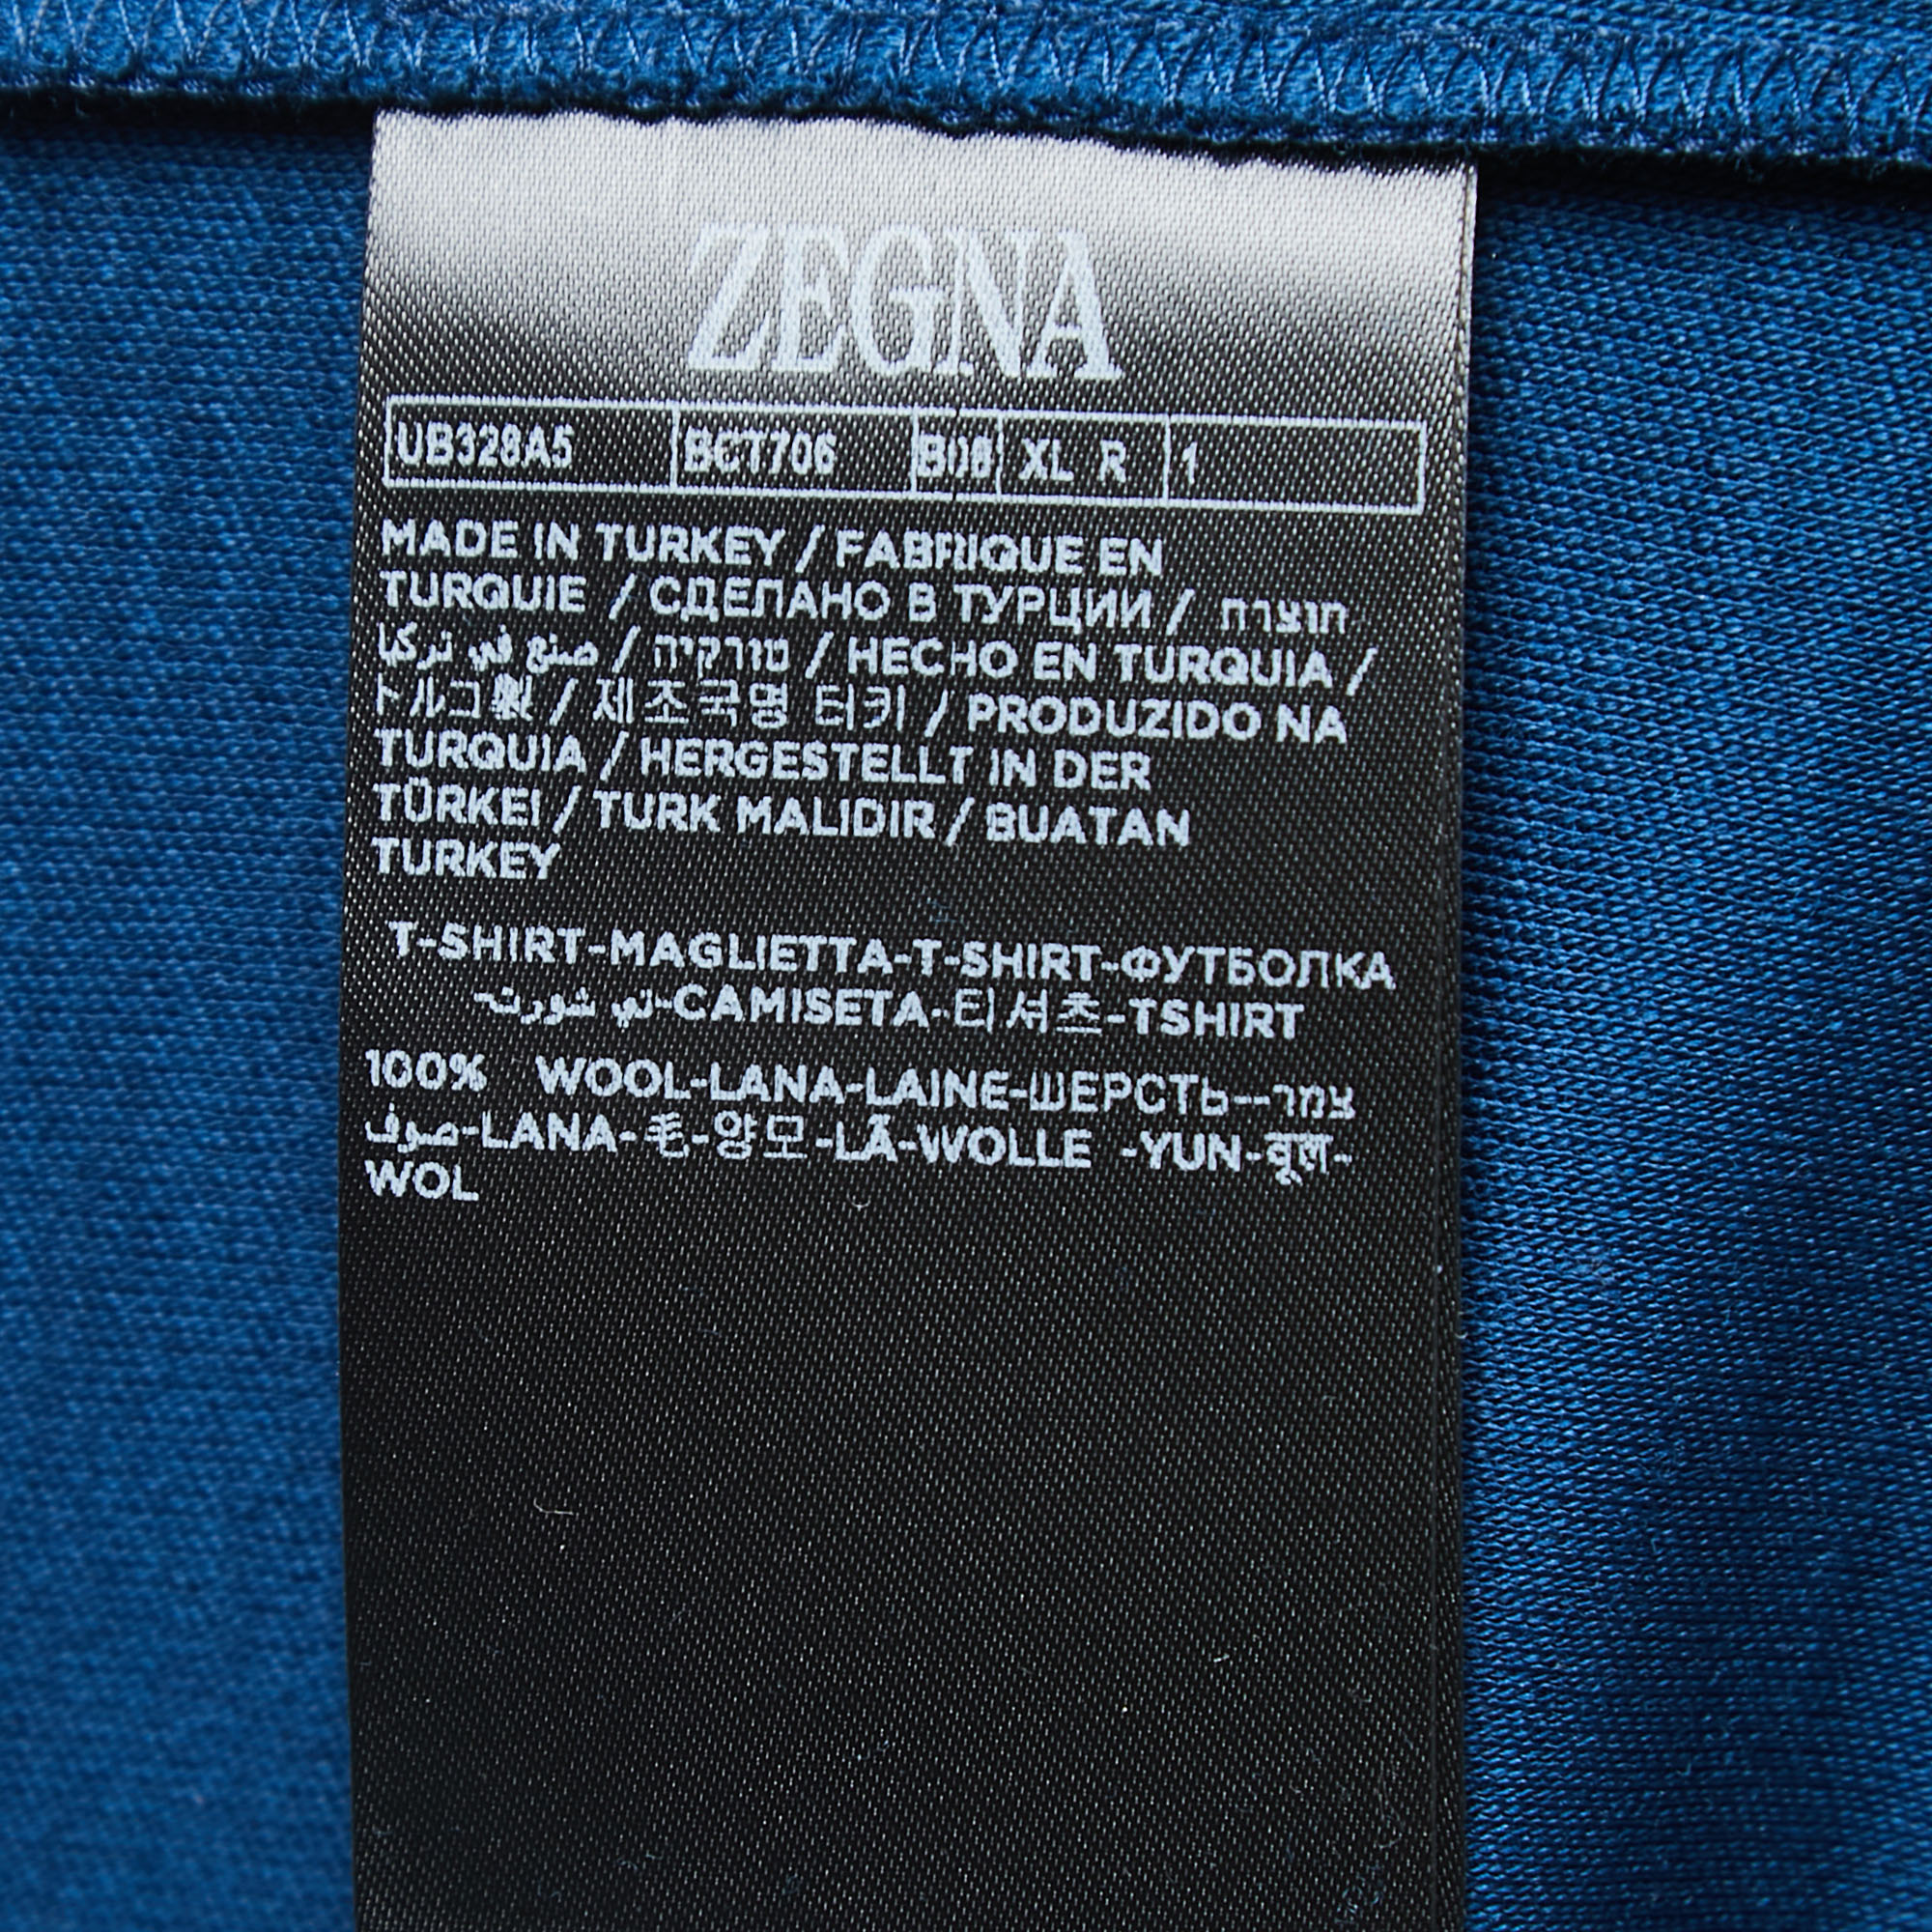 ZEGNA
UB328A5 BCT706 B08 XL R 1
MADE IN TURKEY / FABRIQUE EN
TURQUIE / СДЕЛАНО В ТУРЦИИ / תוצרת
صنع في تركيا / טורקיה / HECHO EN TURQUIA /
トルコ製 / 제조국명 터키 / PRODUZIDO NA
TURQUIA / HERGESTELLT IN DER
TÜRKEI / TURK MALIDIR / BUATAN
TURKEY
T-SHIRT-MAGLIETTA-T-SHIRT-ФУТБОЛКА
-تي شورت-CAMISETA-티셔츠-TSHIRT
100% WOOL-LANA-LAINE-ШЕРСТЬ--צמר
صوف-LANA-毛-양모-LÃ-WOLLE -YUN-वूल-
WOL